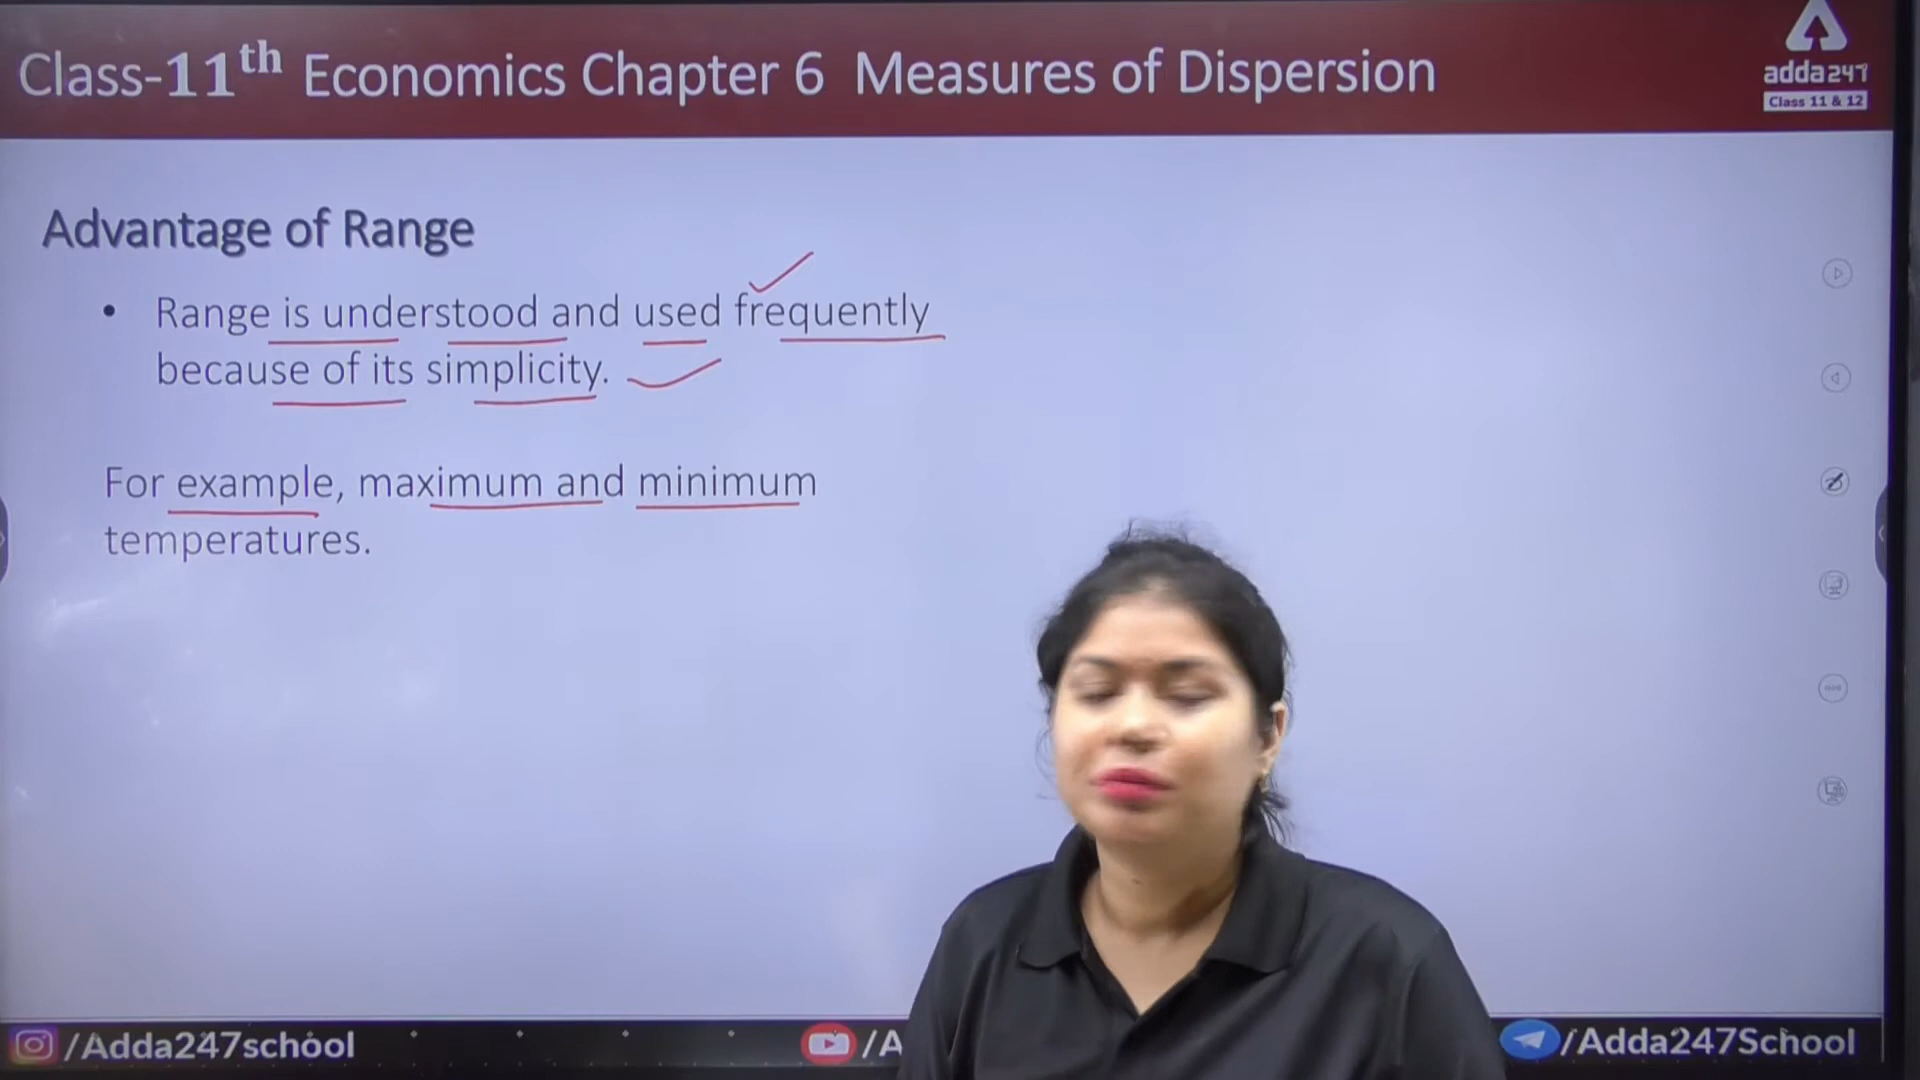 Class-11th Economics Chapter 6 Measures of Dispersion
adda247
Class 11 & 12
Advantage of Range
• Range is understood and used frequently
because of its simplicity.
For example, maximum and minimum
temperatures.
/Adda247school
/A
/Adda247School